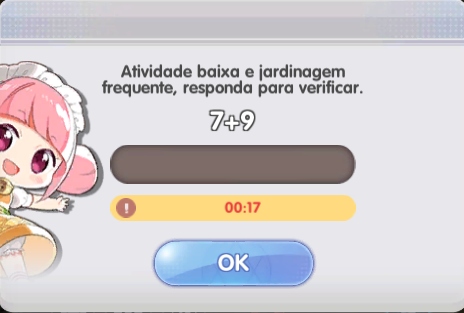 Atividade baixa e jardinagem
frequente, responda para verificar.
7+9
!
00:17
OK